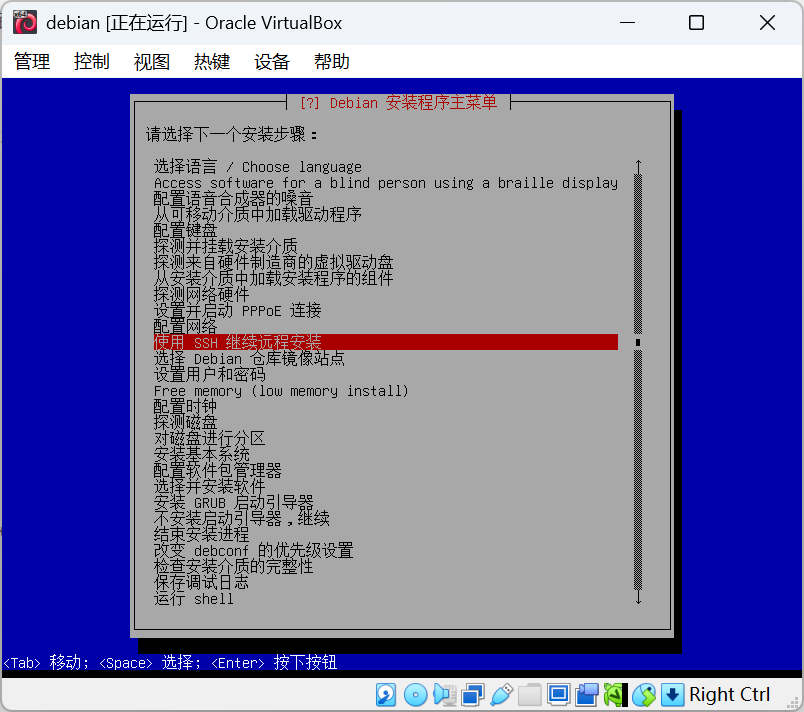 debian [正在运行] - Oracle VirtualBox
管理 控制 视图 热键 设备 帮助
[?] Debian 安装程序主菜单
请选择下一个安装步骤：
选择语言 / Choose language
Access software for a blind person using a braille display
配置语音合成器的嗓音
从可移动介质中加载驱动程序
配置键盘
探测并挂载安装介质
探测来自硬件制造商的虚拟驱动盘
从安装介质中加载安装程序的组件
探测网络硬件
设置并启动 PPPoE 连接
配置网络
使用 SSH 继续远程安装
选择 Debian 仓库镜像站点
设置用户和密码
Free memory (low memory install)
配置时钟
探测磁盘
对磁盘进行分区
安装基本系统
配置软件包管理器
选择并安装软件
安装 GRUB 启动引导器
不安装启动引导器，继续
结束安装进程
改变 debconf 的优先级设置
检查安装介质的完整性
保存调试日志
运行 shell
<Tab> 移动; <Space> 选择; <Enter> 按下按钮
Right Ctrl